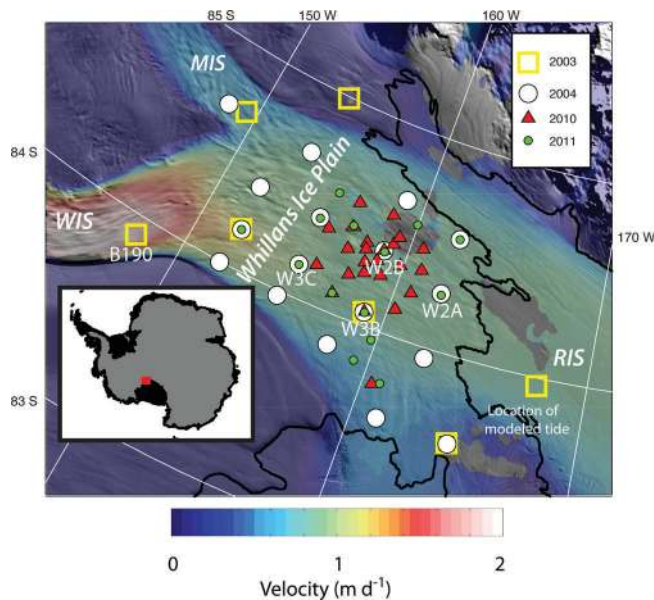 85 S
150 W
160 W
MIS
2003
2004
2010
2011
84 S
Whillans Ice Plain
WIS
B190
170 W
W3C
W2B
W2A
W3B
RIS
Location of
modeled tide
83 S
0
1
2
Velocity (m d⁻¹)